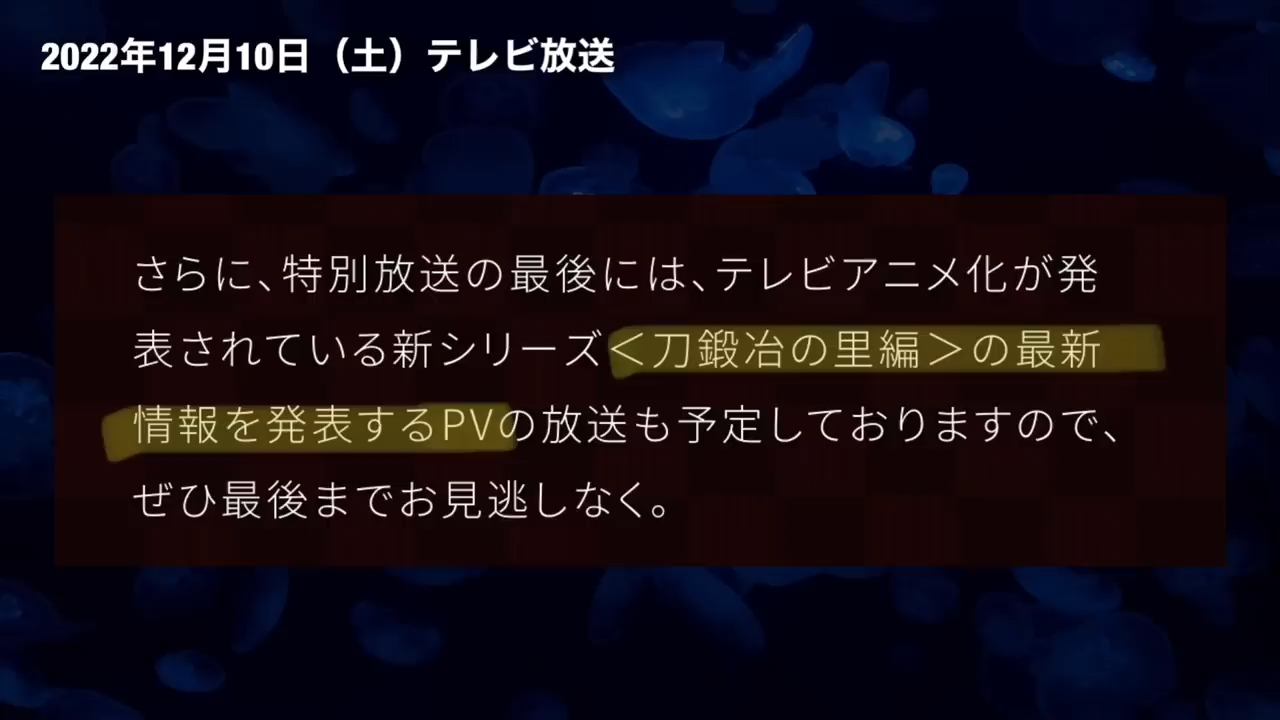 2022年12月10日（土）テレビ放送
さらに、特別放送の最後には、テレビアニメ化が発
表されている新シリーズ＜刀鍛冶の里編＞の最新
情報を発表するPVの放送も予定しておりますので、
ぜひ最後までお見逃しなく。